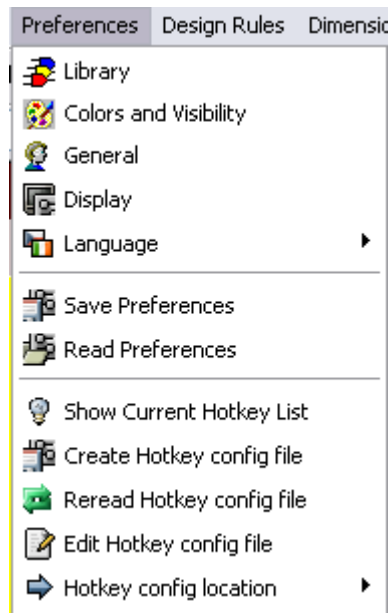 Preferences Design Rules Dimensio
Library
Colors and Visibility
General
Display
Language
Save Preferences
Read Preferences
Show Current Hotkey List
Create Hotkey config file
Reread Hotkey config file
Edit Hotkey config file
Hotkey config location